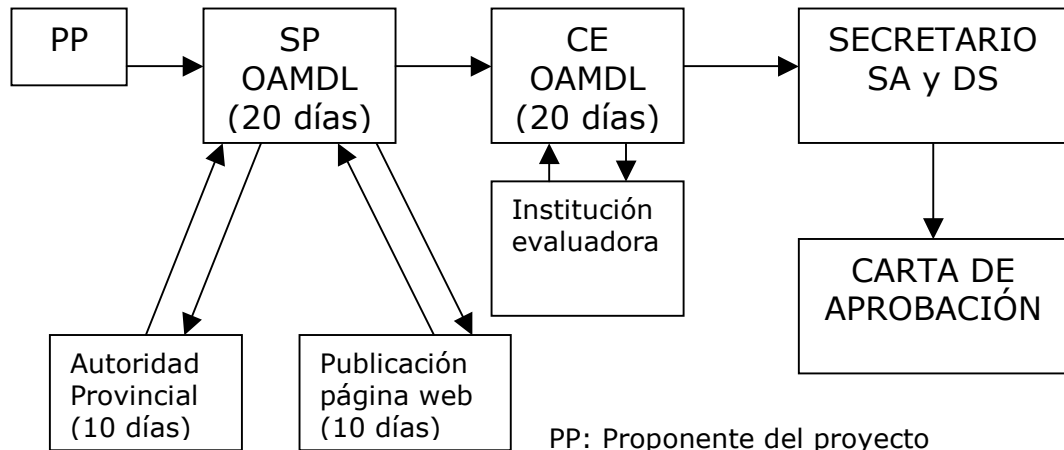 PP
SP
OAMDL
(20 días)
CE
OAMDL
(20 días)
SECRETARIO
SA y DS
Institución
evaluadora
CARTA DE
APROBACIÓN
Autoridad
Provincial
(10 días)
Publicación
página web
(10 días)
PP: Proponente del proyecto